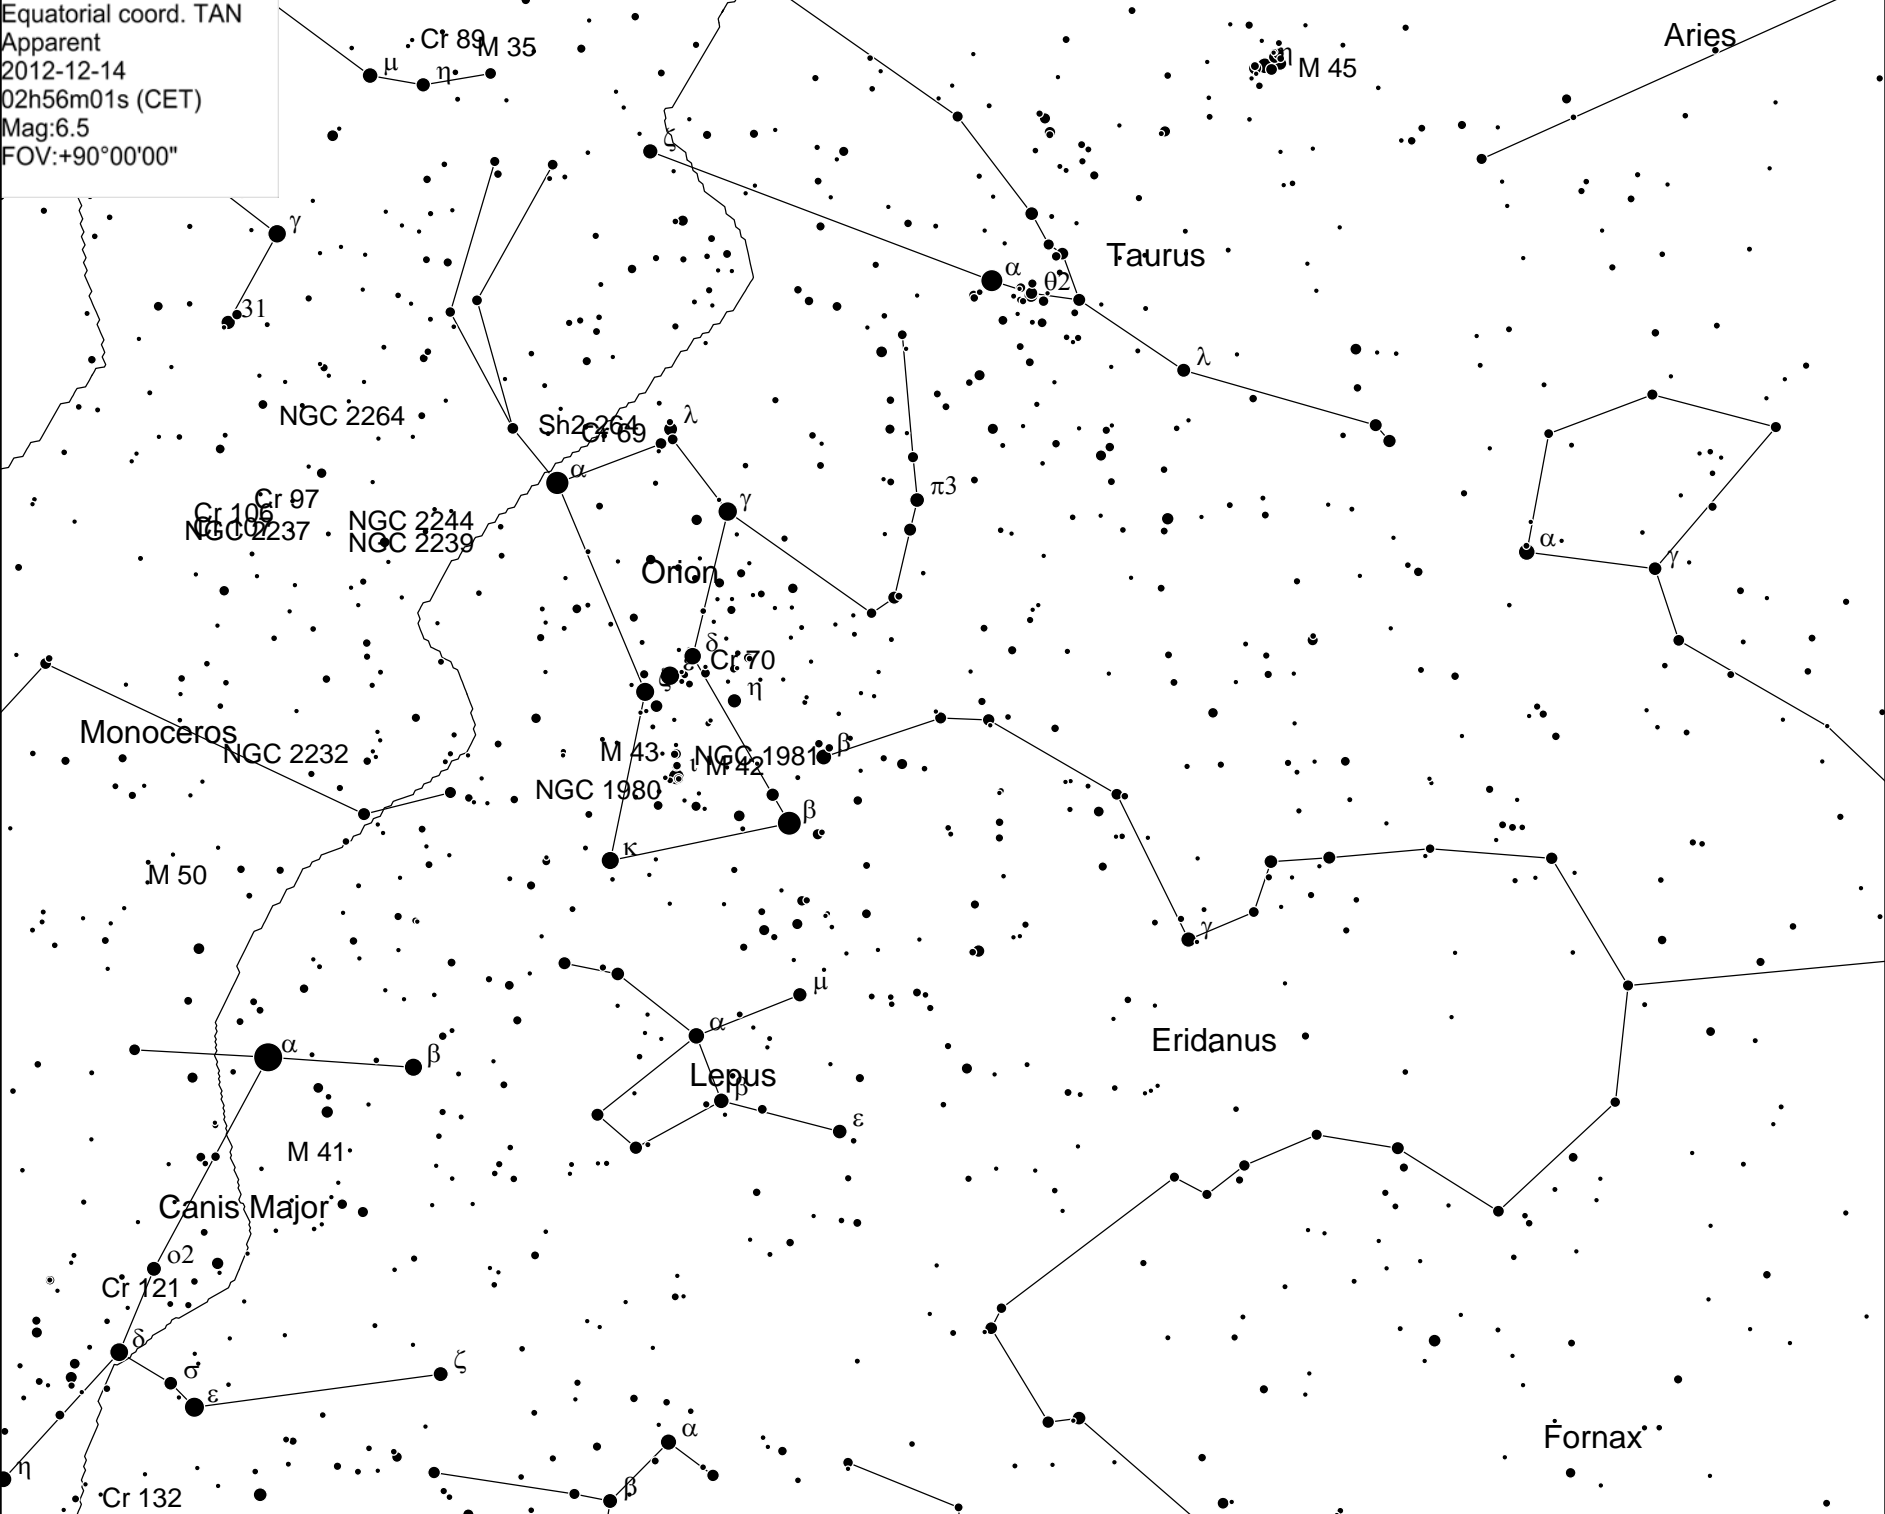 Equatorial coord. TAN
Apparent
2012-12-14
02h56m01s (CET)
Mag:6.5
FOV:+90°00'00"
Cr 89
M 35
μ
η
η
M 45
Aries
ζ
γ
Taurus
α
θ2
31
λ
NGC 2264
Sh2-264
Cr 69
λ
α
π3
γ
Cr 97
Cr 106
Cr 107
NGC 2237
NGC 2244
NGC 2239
α
γ
Orion
δ
Cr 70
ε
ζ
η
Monoceros
NGC 2232
M 43
NGC 1981
β
ι
M 42
NGC 1980
β
κ
M 50
γ
μ
α
Eridanus
α
β
Lepus
β
ε
M 41
Canis Major
ο2
Cr 121
δ
ζ
σ
ε
α
Fornax
η
β
Cr 132